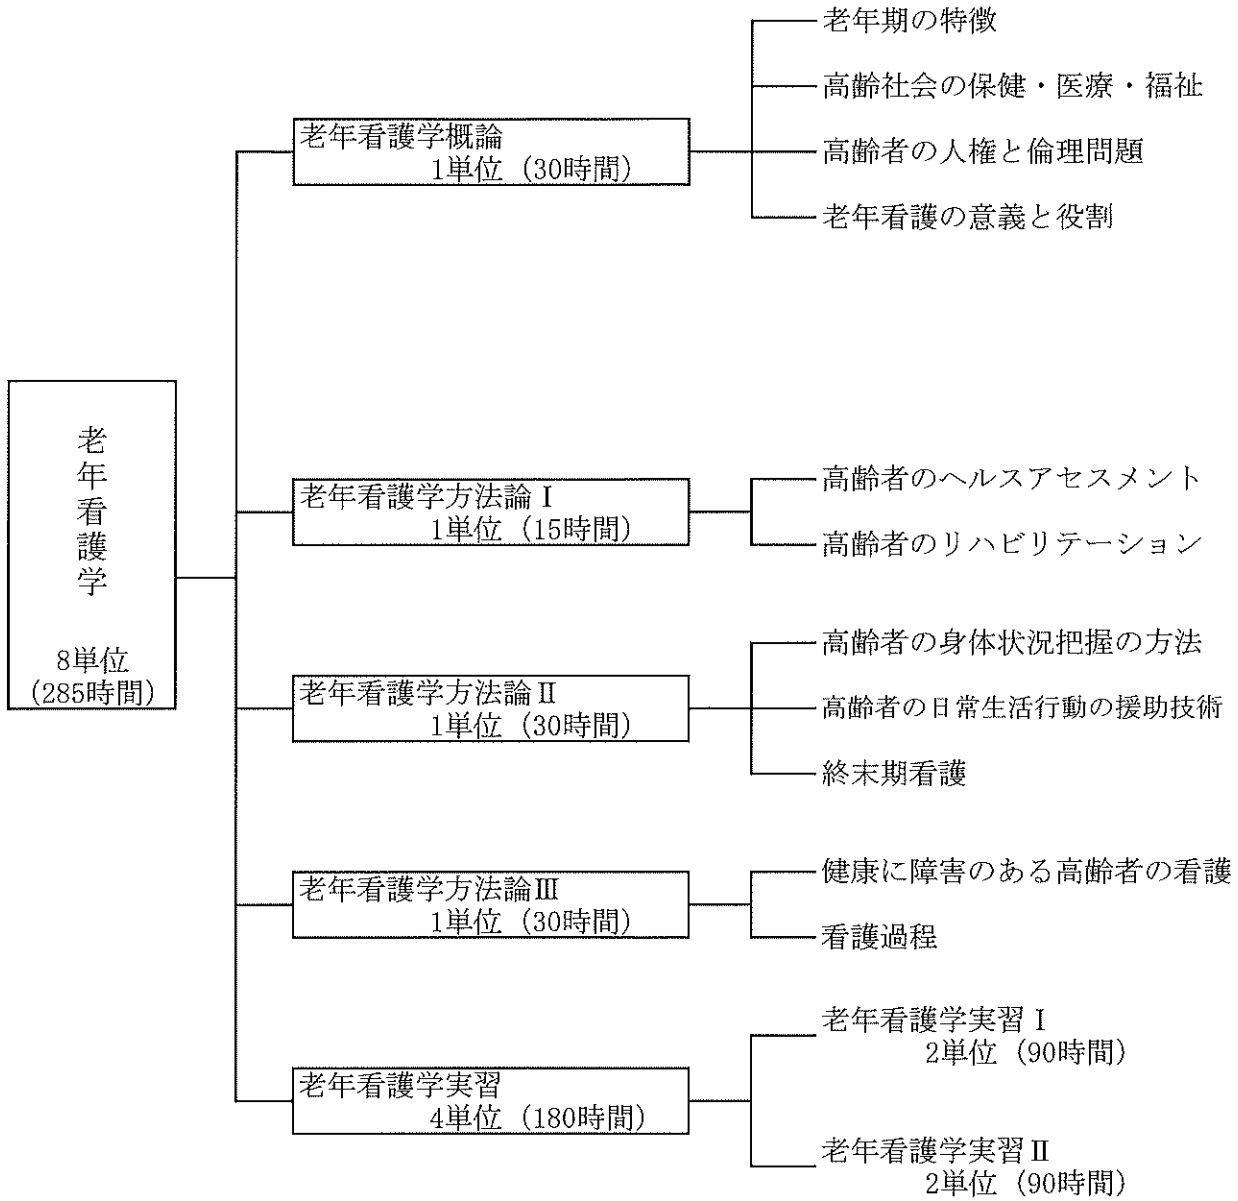 老年看護学
8単位
(285時間)
老年看護学概論
1単位 (30時間)
老年期の特徴
高齢社会の保健・医療・福祉
高齢者の人権と倫理問題
老年看護の意義と役割
老年看護学方法論Ⅰ
1単位 (15時間)
高齢者のヘルスアセスメント
高齢者のリハビリテーション
老年看護学方法論Ⅱ
1単位 (30時間)
高齢者の身体状況把握の方法
高齢者の日常生活行動の援助技術
終末期看護
老年看護学方法論Ⅲ
1単位 (30時間)
健康に障害のある高齢者の看護
看護過程
老年看護学実習
4単位 (180時間)
老年看護学実習Ⅰ
2単位 (90時間)
老年看護学実習Ⅱ
2単位 (90時間)